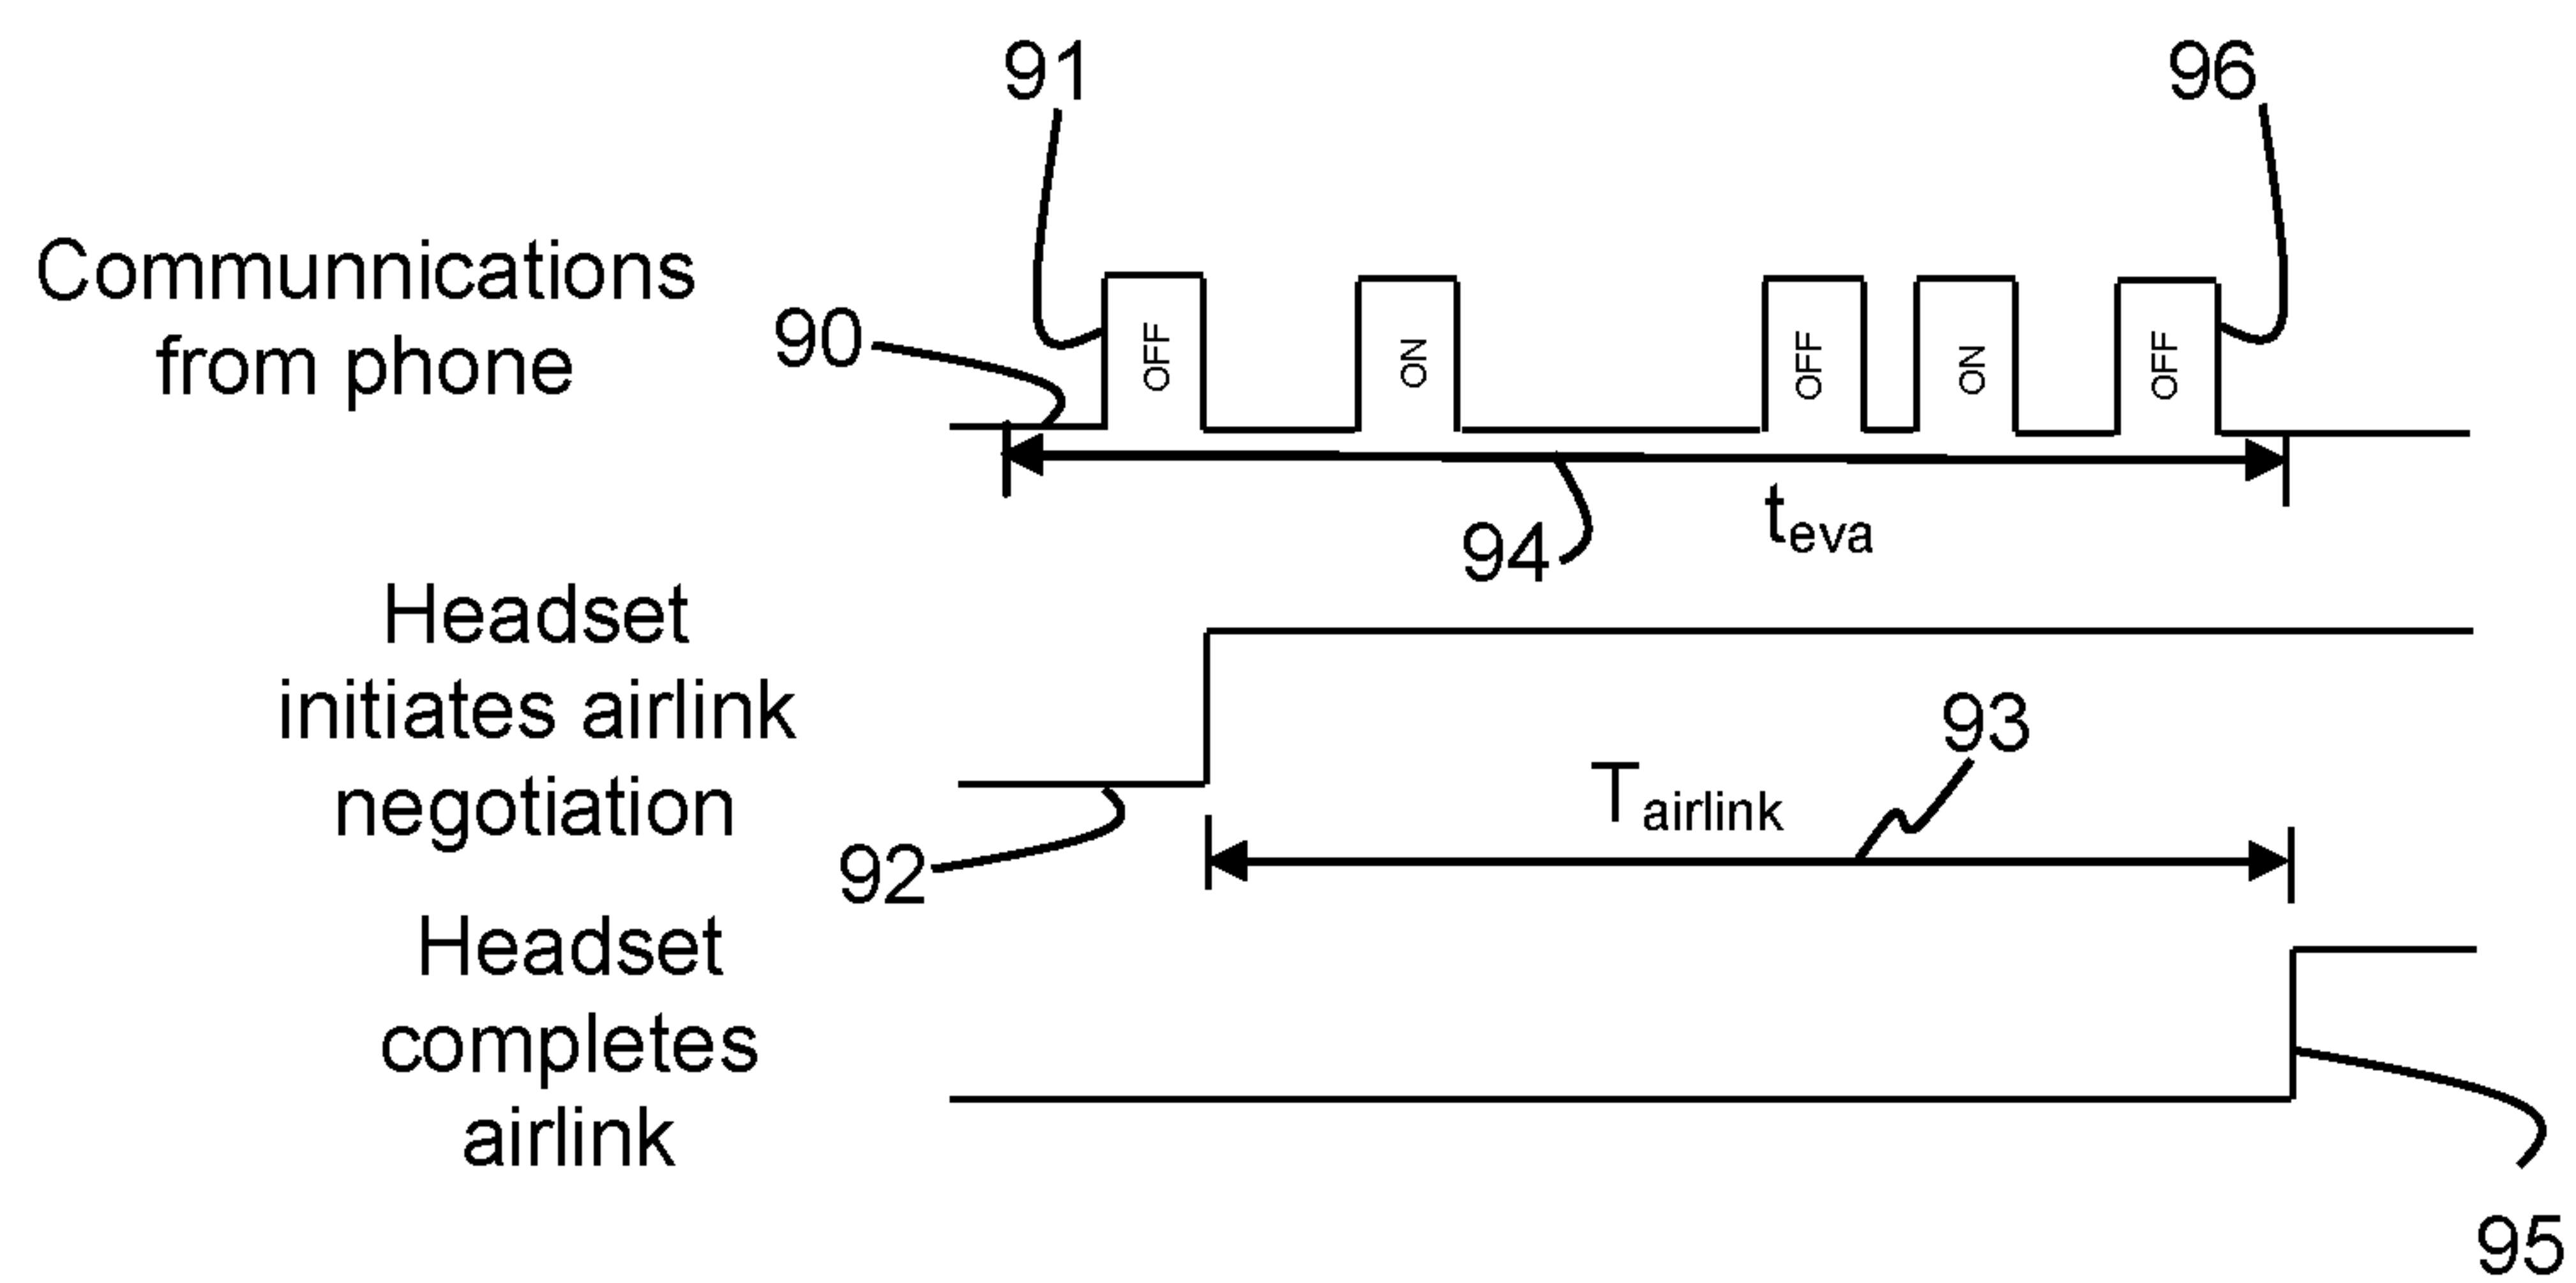 91
96
Communnications
from phone
90
OFF
ON
OFF
ON
OFF
94
teva
Headset
initiates airlink
negotiation
92
Tairlink
93
Headset
completes
airlink
95